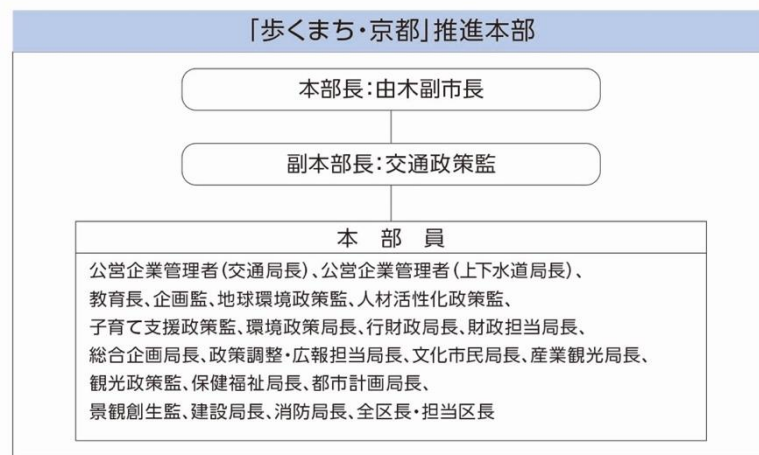 「歩くまち・京都」推進本部
本部長：由木副市長
副本部長：交通政策監
本　部　員
公営企業管理者（交通局長）、公営企業管理者（上下水道局長）、
教育長、企画監、地球環境政策監、人材活性化政策監、
子育て支援政策監、環境政策局長、行財政局長、財政担当局長、
総合企画局長、政策調整・広報担当局長、文化市民局長、産業観光局長、
観光政策監、保健福祉局長、都市計画局長、
景観創生監、建設局長、消防局長、全区長・担当区長